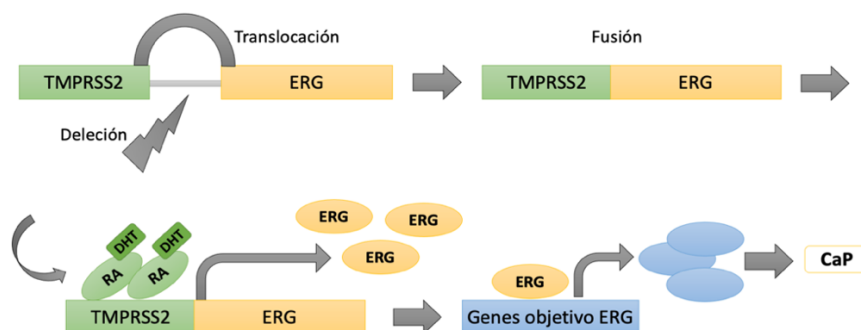 Translocación
Fusión
TMPRSS2
ERG
TMPRSS2
ERG
Deleción
DHT
DHT
RA
RA
ERG
ERG
ERG
ERG
CaP
TMPRSS2
ERG
Genes objetivo ERG